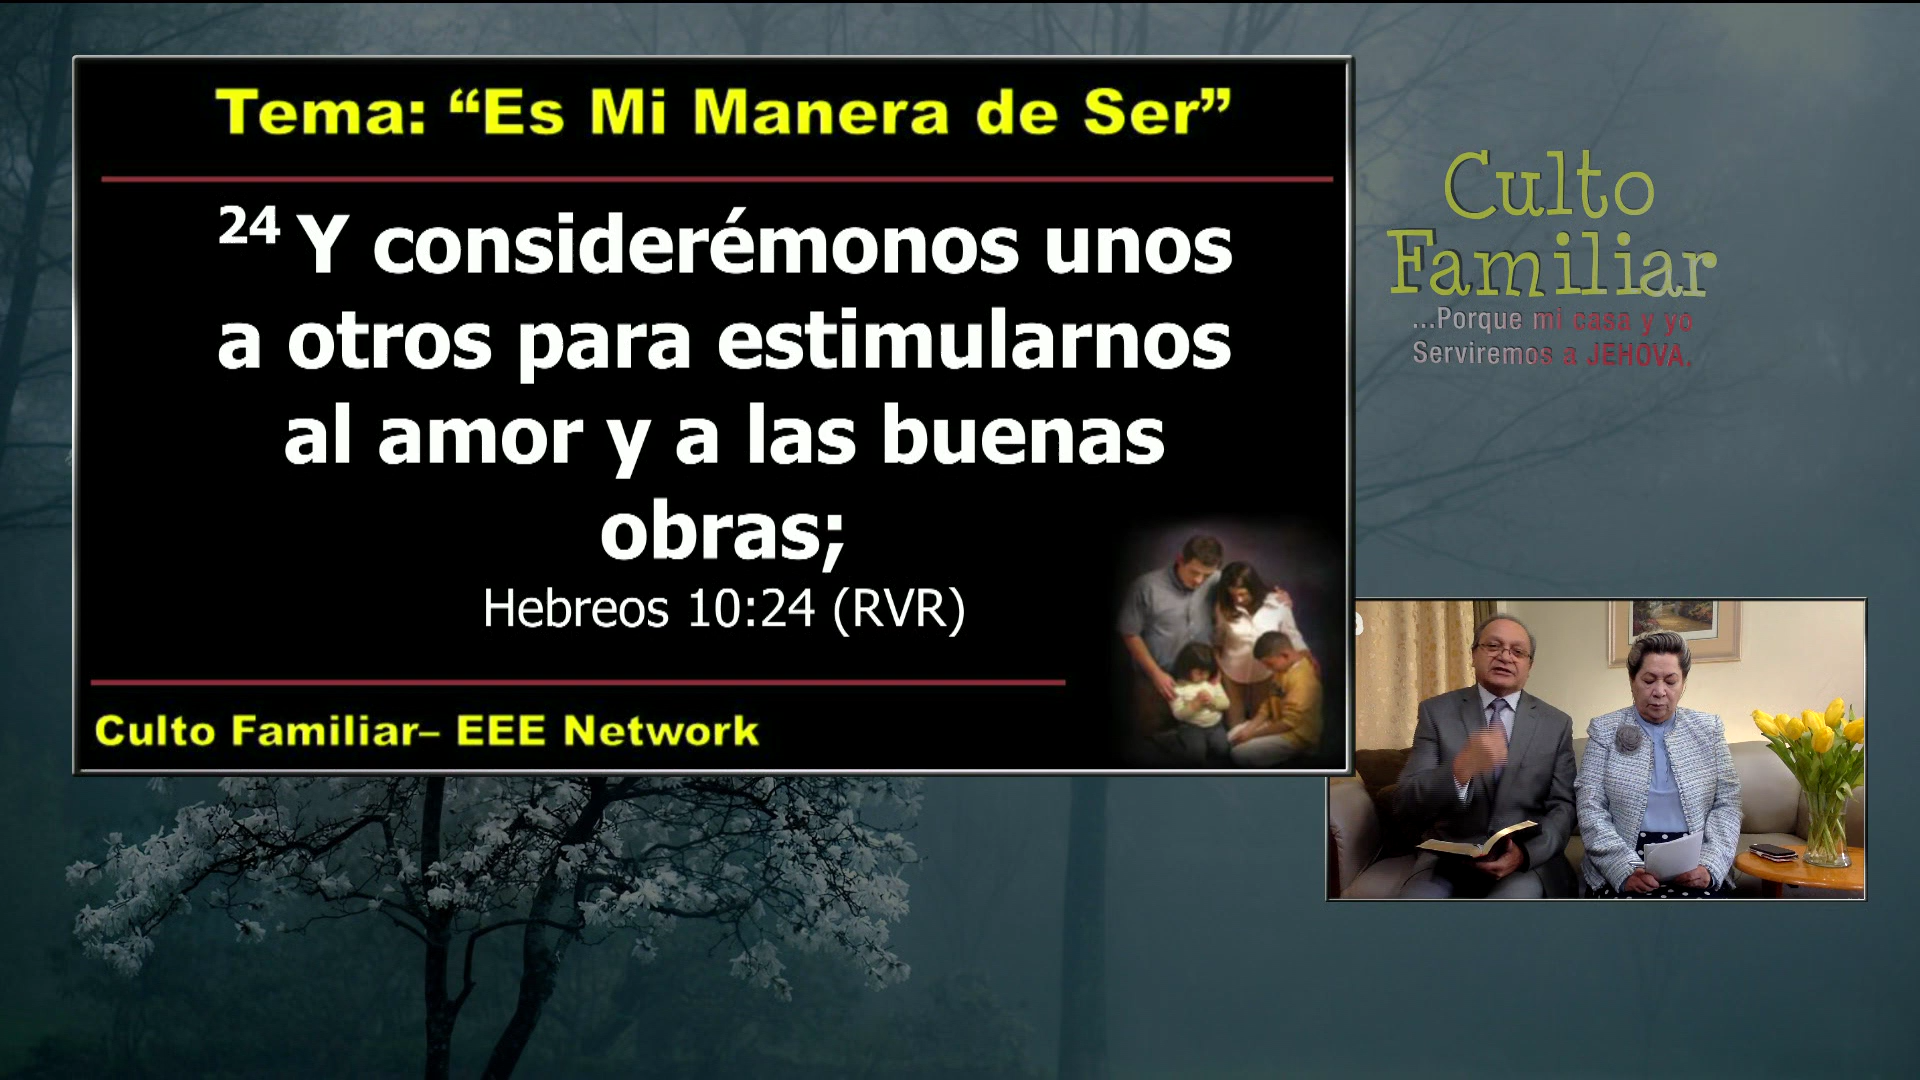 Tema: “Es Mi Manera de Ser”
24 Y considerémonos unos
a otros para estimularnos
al amor y a las buenas
obras;
Hebreos 10:24 (RVR)
Culto Familiar– EEE Network
Culto
Familiar
...Porque mi casa y yo
Serviremos a JEHOVA.